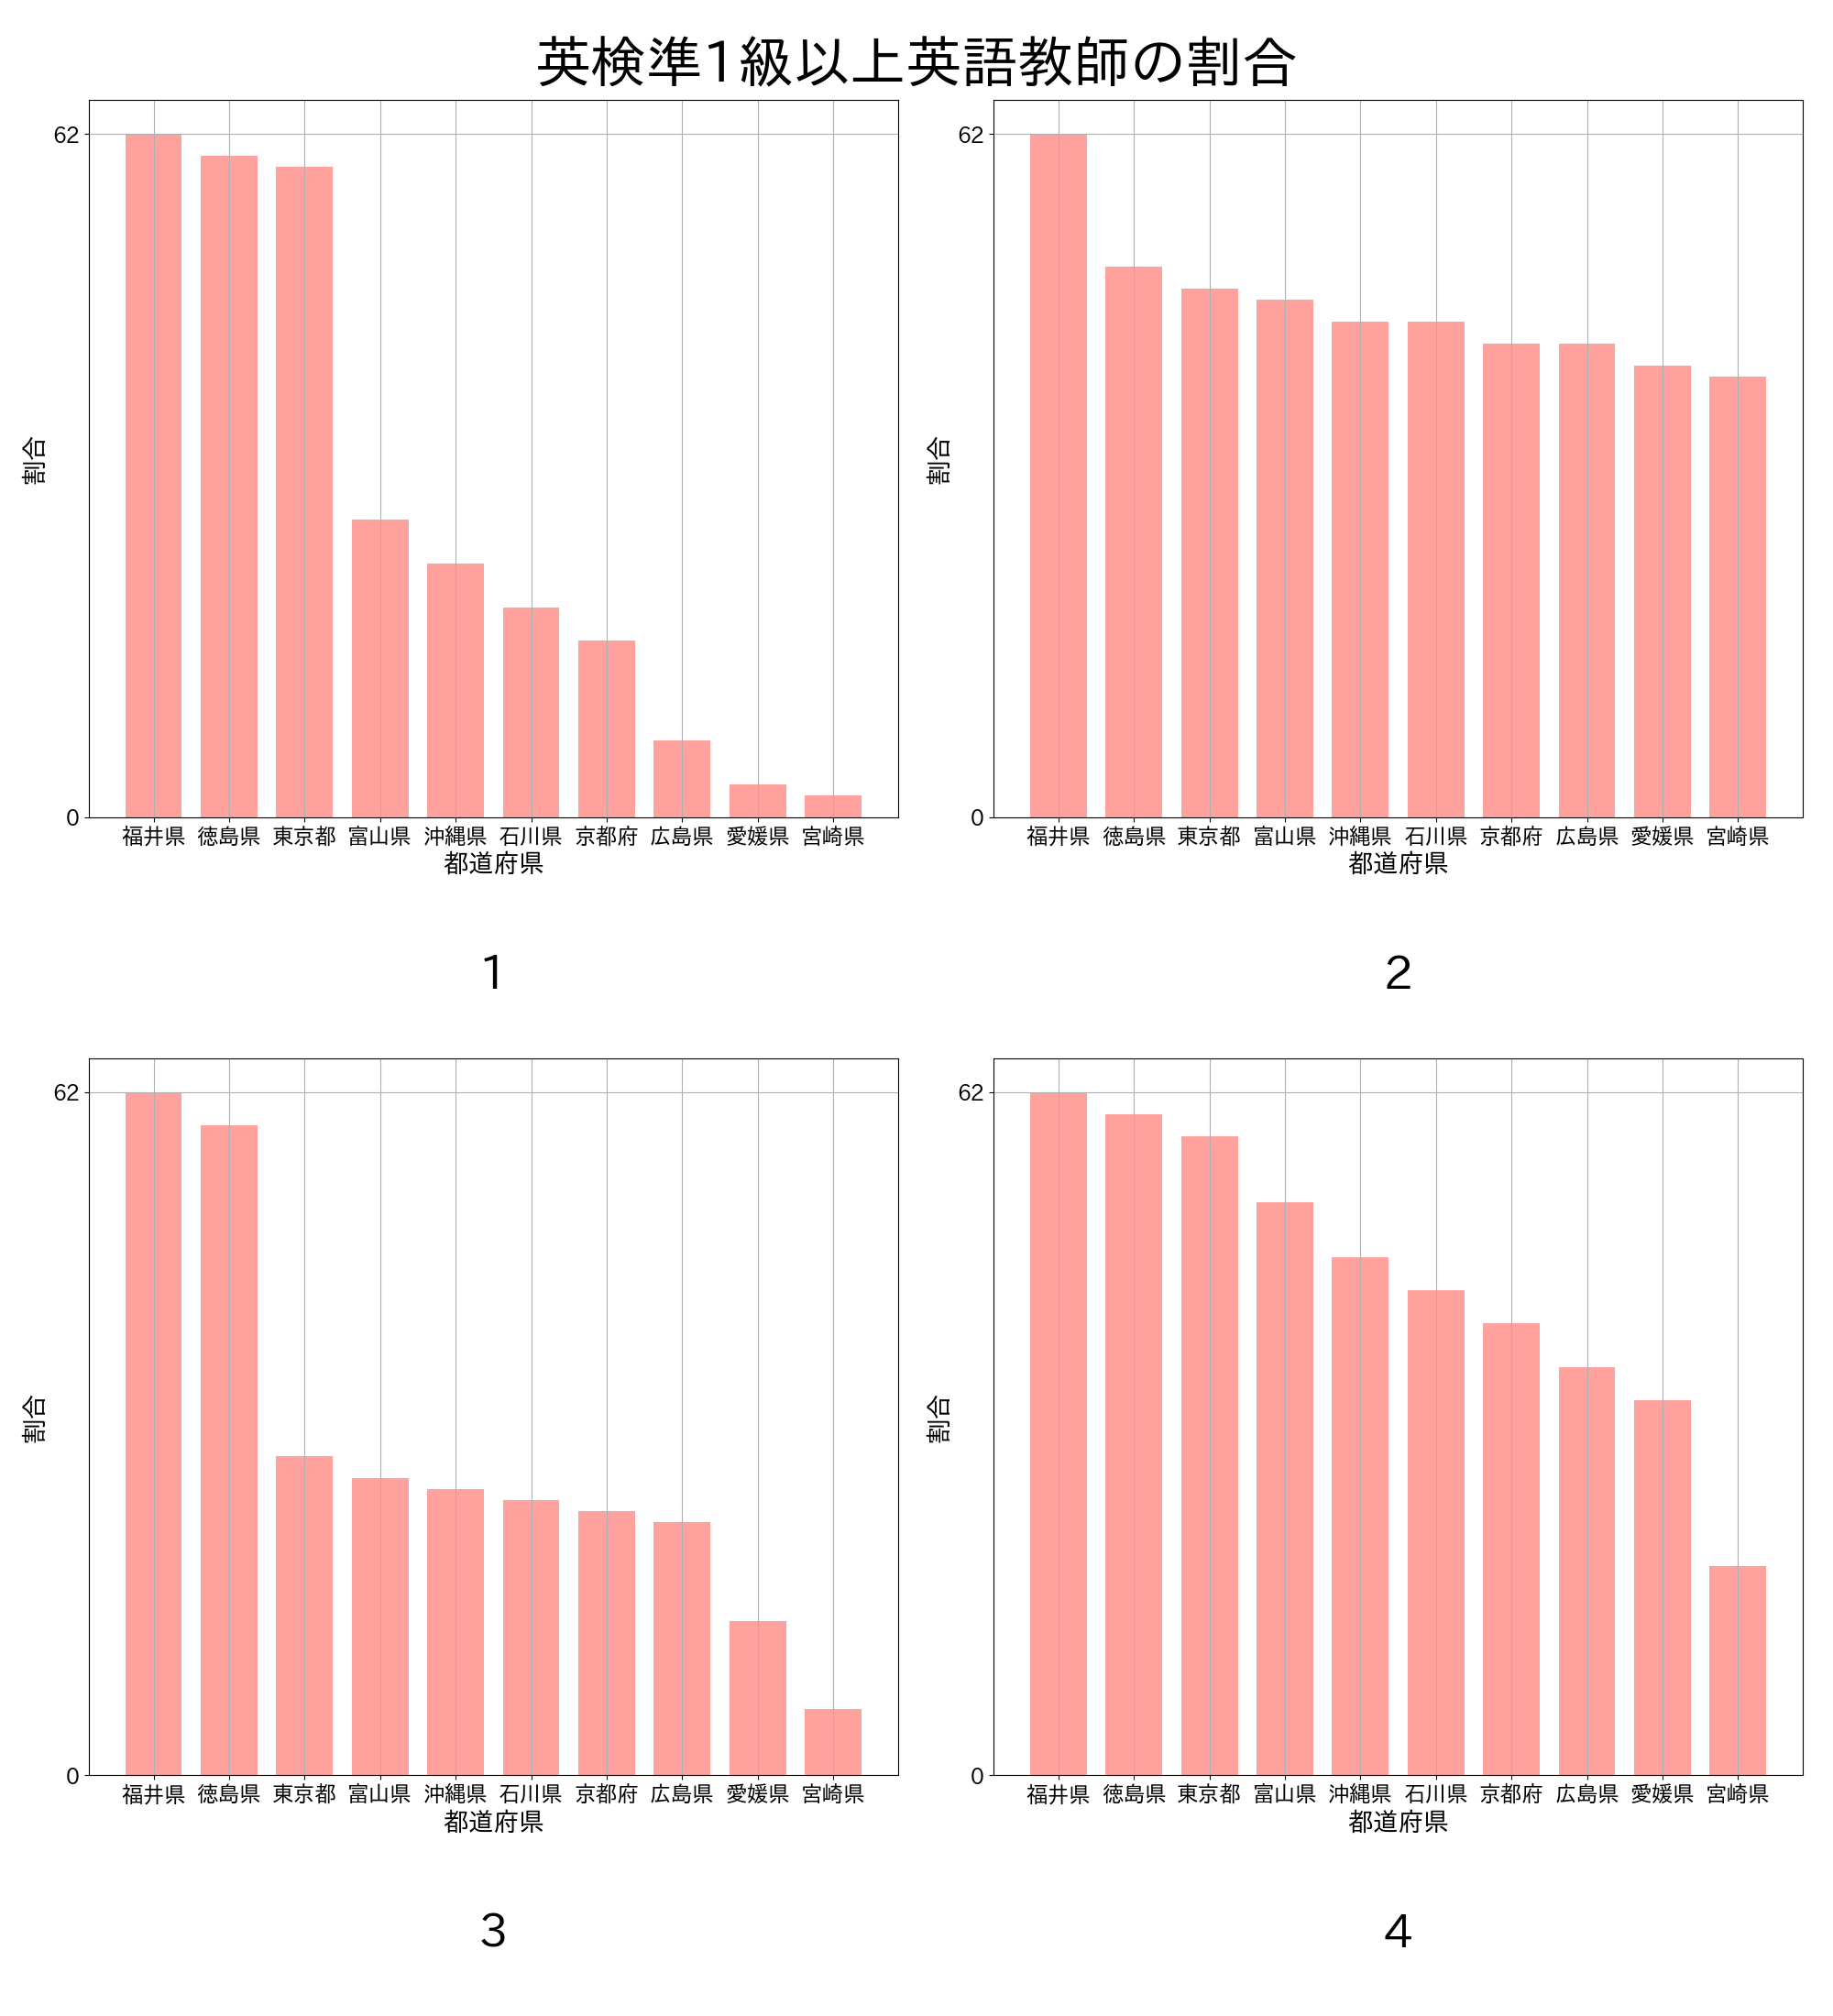 英検準1級以上英語教師の割合
62
0
割合
福井県 徳島県 東京都 富山県 沖縄県 石川県 京都府 広島県 愛媛県 宮崎県
都道府県
1
62
0
割合
福井県 徳島県 東京都 富山県 沖縄県 石川県 京都府 広島県 愛媛県 宮崎県
都道府県
2
62
0
割合
福井県 徳島県 東京都 富山県 沖縄県 石川県 京都府 広島県 愛媛県 宮崎県
都道府県
3
62
0
割合
福井県 徳島県 東京都 富山県 沖縄県 石川県 京都府 広島県 愛媛県 宮崎県
都道府県
4